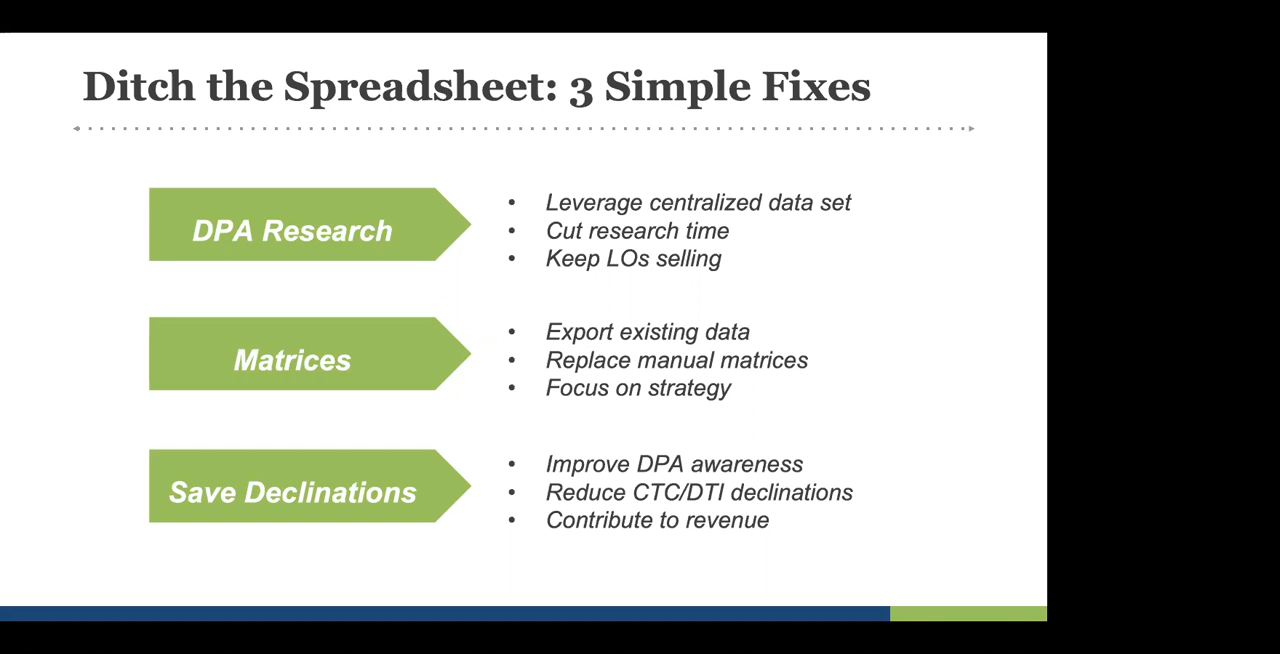 Ditch the Spreadsheet: 3 Simple Fixes
DPA Research
• Leverage centralized data set
• Cut research time
• Keep LOs selling
Matrices
• Export existing data
• Replace manual matrices
• Focus on strategy
Save Declinations
• Improve DPA awareness
• Reduce CTC/DTI declinations
• Contribute to revenue